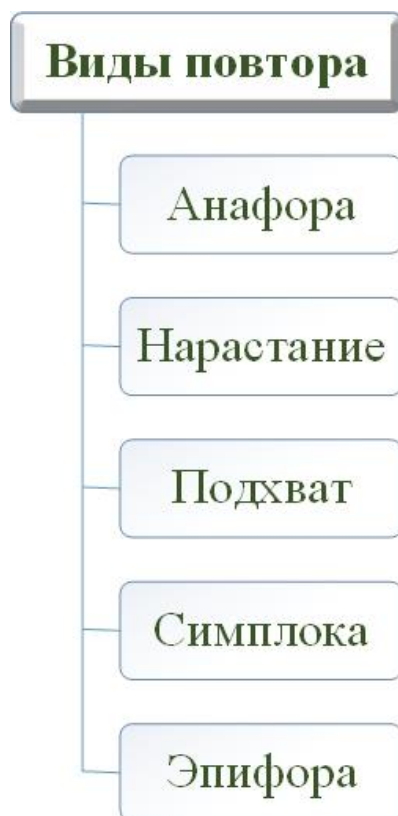 Виды повтора
Анафора
Нарастание
Подхват
Симплока
Эпифора